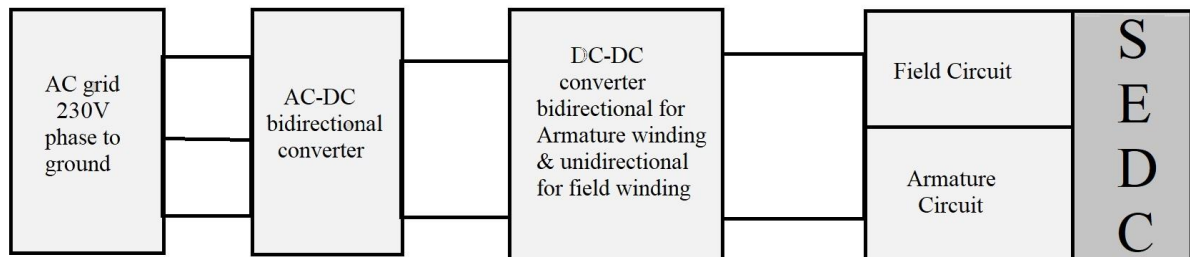 AC grid
230V
phase to
ground
AC-DC
bidirectional
converter
DC-DC
converter
bidirectional for
Armature winding
& unidirectional
for field winding
Field Circuit
Armature
Circuit
S
E
D
C